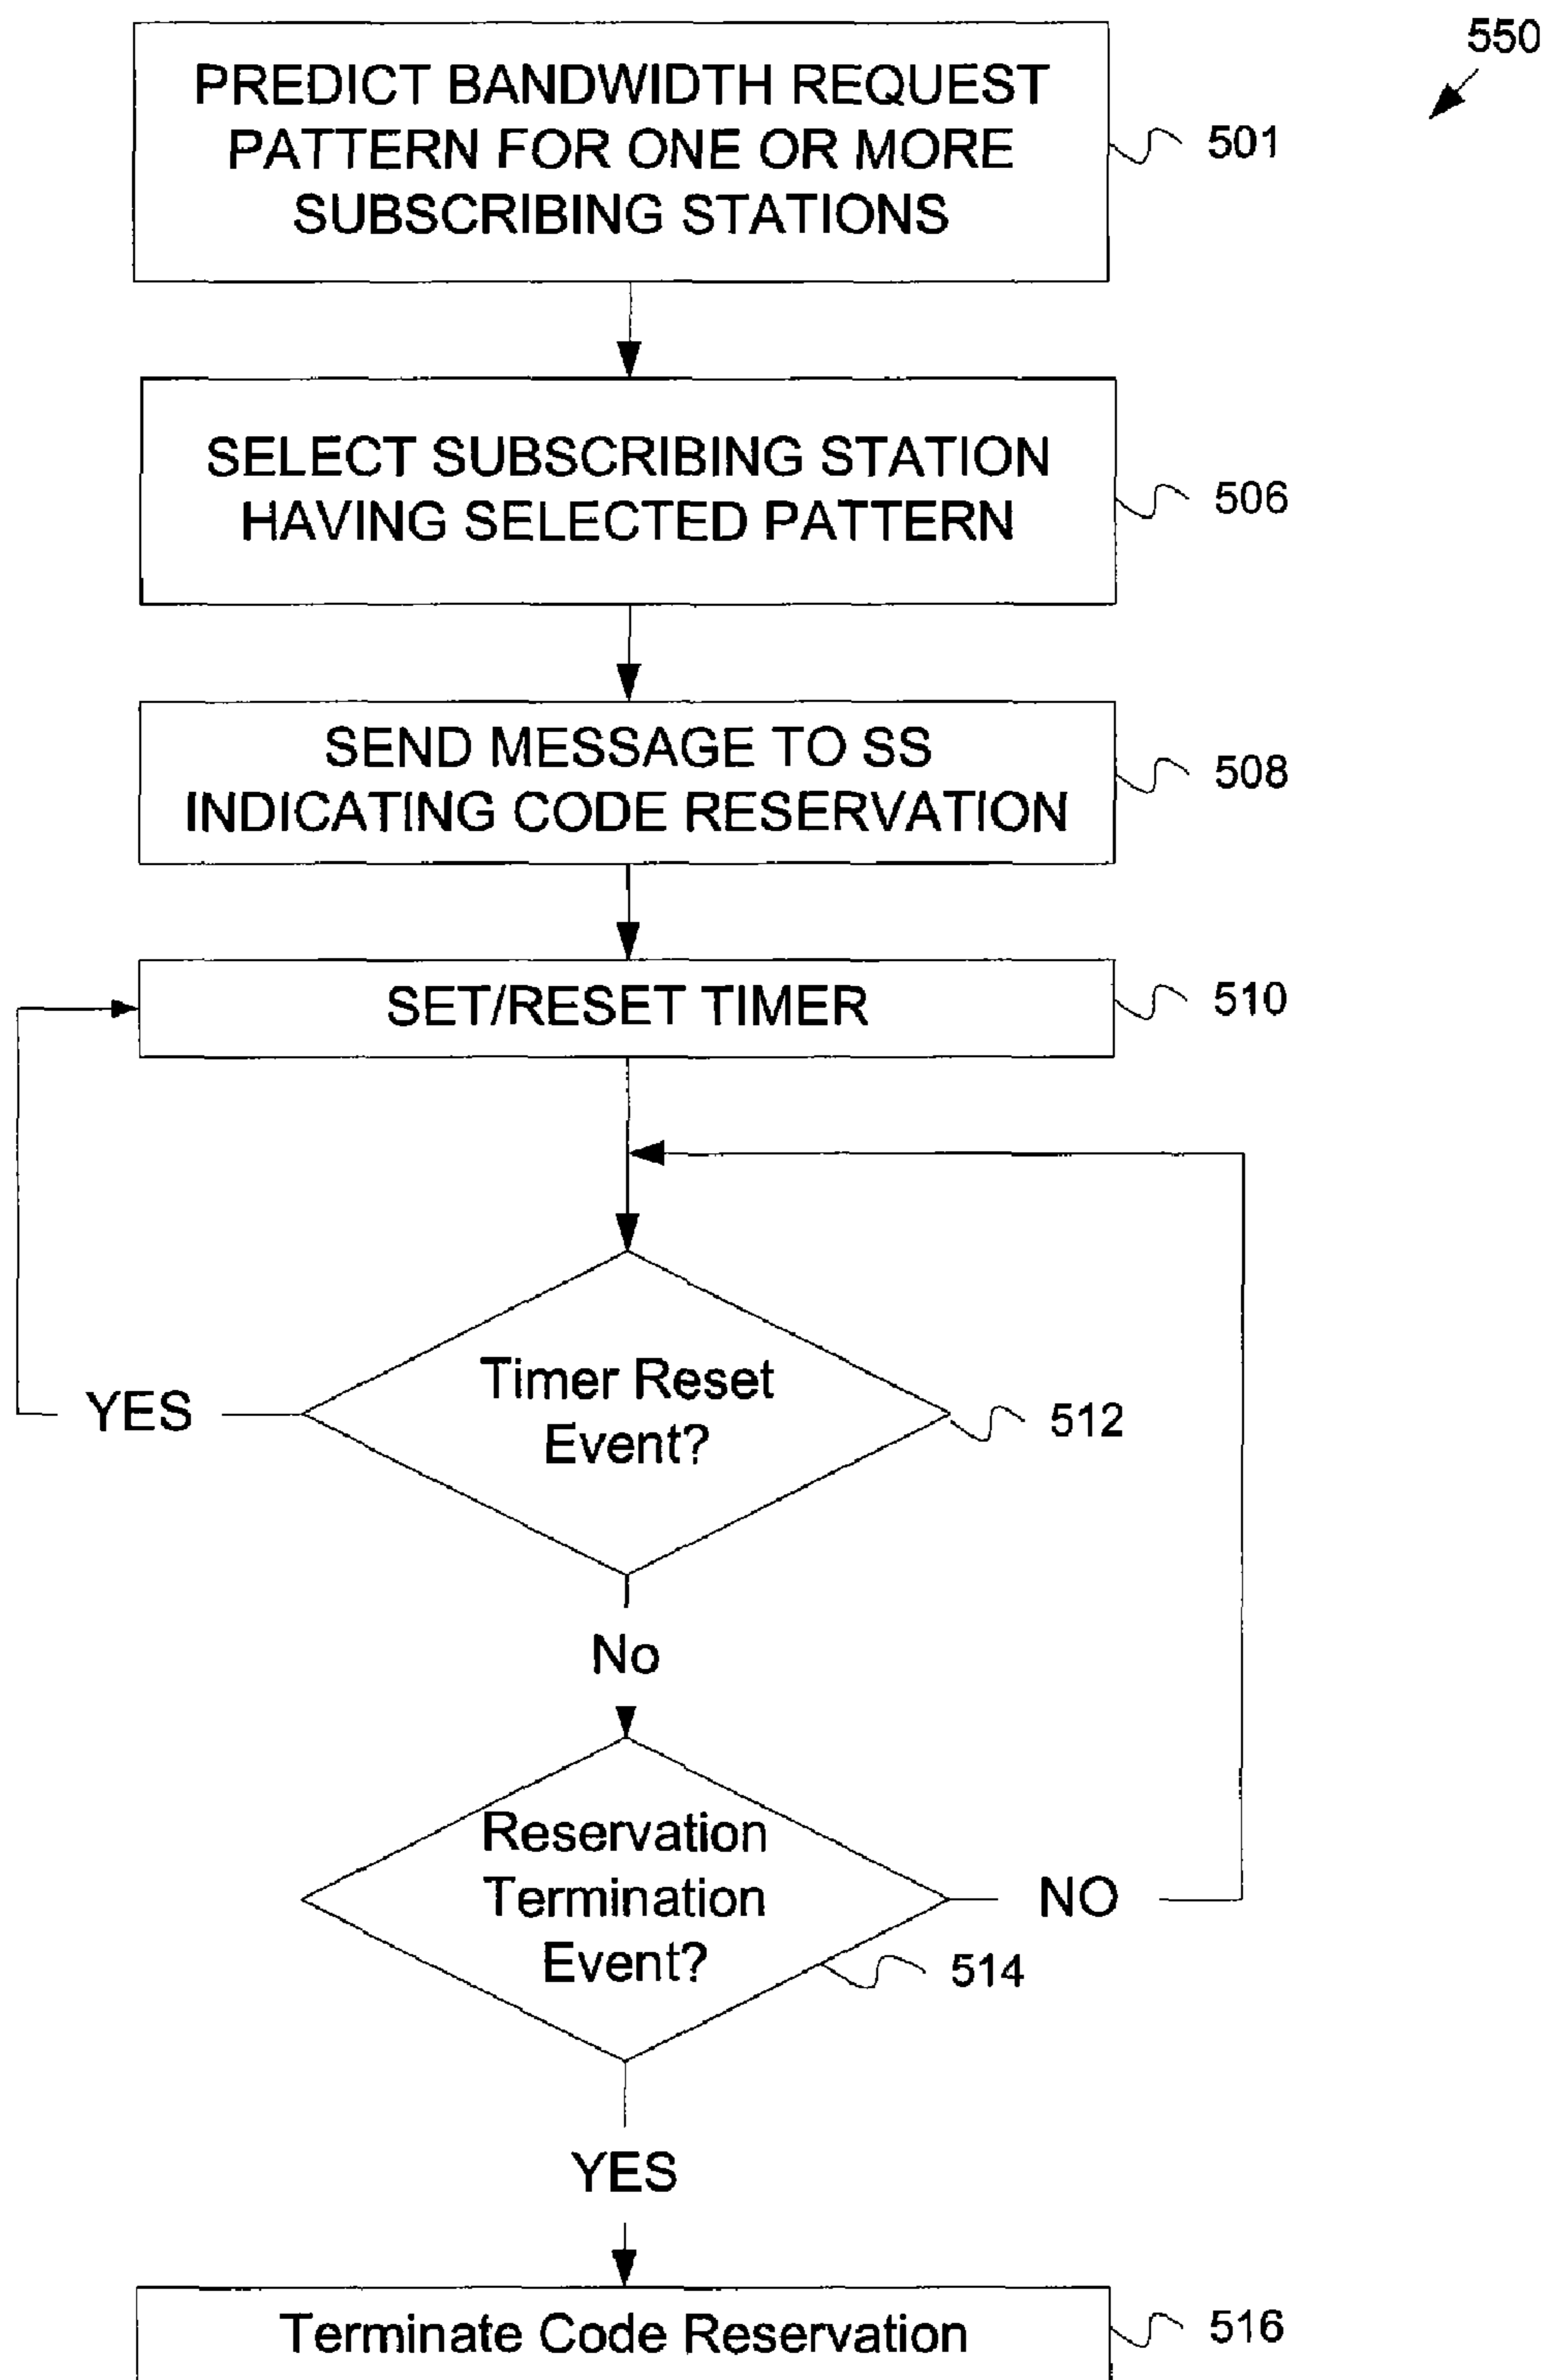 550
PREDICT BANDWIDTH REQUEST
PATTERN FOR ONE OR MORE
SUBSCRIBING STATIONS
501
SELECT SUBSCRIBING STATION
HAVING SELECTED PATTERN
506
SEND MESSAGE TO SS
INDICATING CODE RESERVATION
508
SET/RESET TIMER
510
Timer Reset
Event?
512
YES
No
Reservation
Termination
Event?
514
NO
YES
Terminate Code Reservation
516